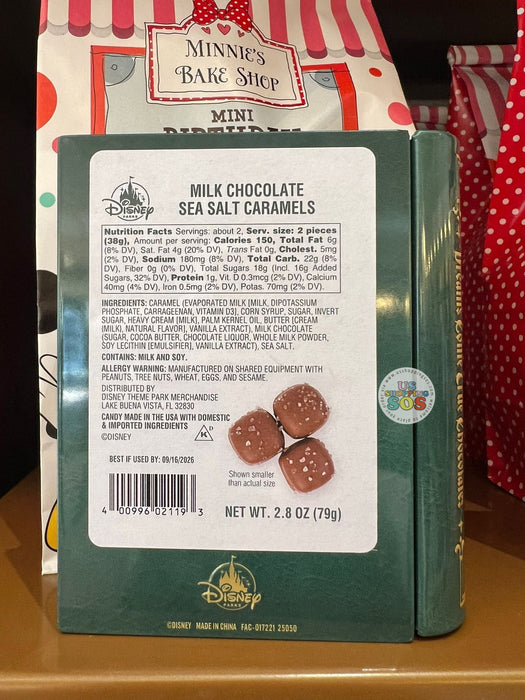 MINNIE'S
BAKE SHOP
MINI
BIRTHDAY
Disney
PARKS
MILK CHOCOLATE
SEA SALT CARAMELS
Nutrition Facts Servings: about 2, Serv. size: 2 pieces
(38g), Amount per serving: Calories 150, Total Fat 6g
(8% DV), Sat. Fat 4g (20% DV), Trans Fat 0g, Cholest. 5mg
(2% DV), Sodium 180mg (8% DV), Total Carb. 22g (8%
DV), Fiber 0g (0% DV), Total Sugars 18g (Incl. 16g Added
Sugars, 32% DV), Protein 1g, Vit. D 0.3mcg (2% DV), Calcium
40mg (4% DV), Iron 0.5mg (2% DV), Potas. 70mg (2% DV).
INGREDIENTS: CARAMEL (EVAPORATED MILK [MILK, DIPOTASSIUM
PHOSPHATE, CARRAGEENAN, VITAMIN D3], CORN SYRUP, SUGAR, INVERT
SUGAR, HEAVY CREAM [MILK], PALM KERNEL OIL, BUTTER [CREAM
(MILK), NATURAL FLAVOR], VANILLA EXTRACT), MILK CHOCOLATE
(SUGAR, COCOA BUTTER, CHOCOLATE LIQUOR. WHOLE MILK POWDER,
SOY LECITHIN [EMULSIFIER], VANILLA EXTRACT), SEA SALT.
CONTAINS: MILK AND SOY.
ALLERGY WARNING: MANUFACTURED ON SHARED EQUIPMENT WITH
PEANUTS, TREE NUTS, WHEAT, EGGS, AND SESAME.
DISTRIBUTED BY
DISNEY THEME PARK MERCHANDISE
LAKE BUENA VISTA, FL 32830
CANDY MADE IN THE USA WITH DOMESTIC
& IMPORTED INGREDIENTS
©DISNEY
K D
BEST IF USED BY: 09/16/2026
Shown smaller
than actual size
4 00996 02119 3
NET WT. 2.8 OZ (79g)
US
SHOPPING
SOS
Disney
PARKS
©DISNEY MADE IN CHINA FAC-017221 25050